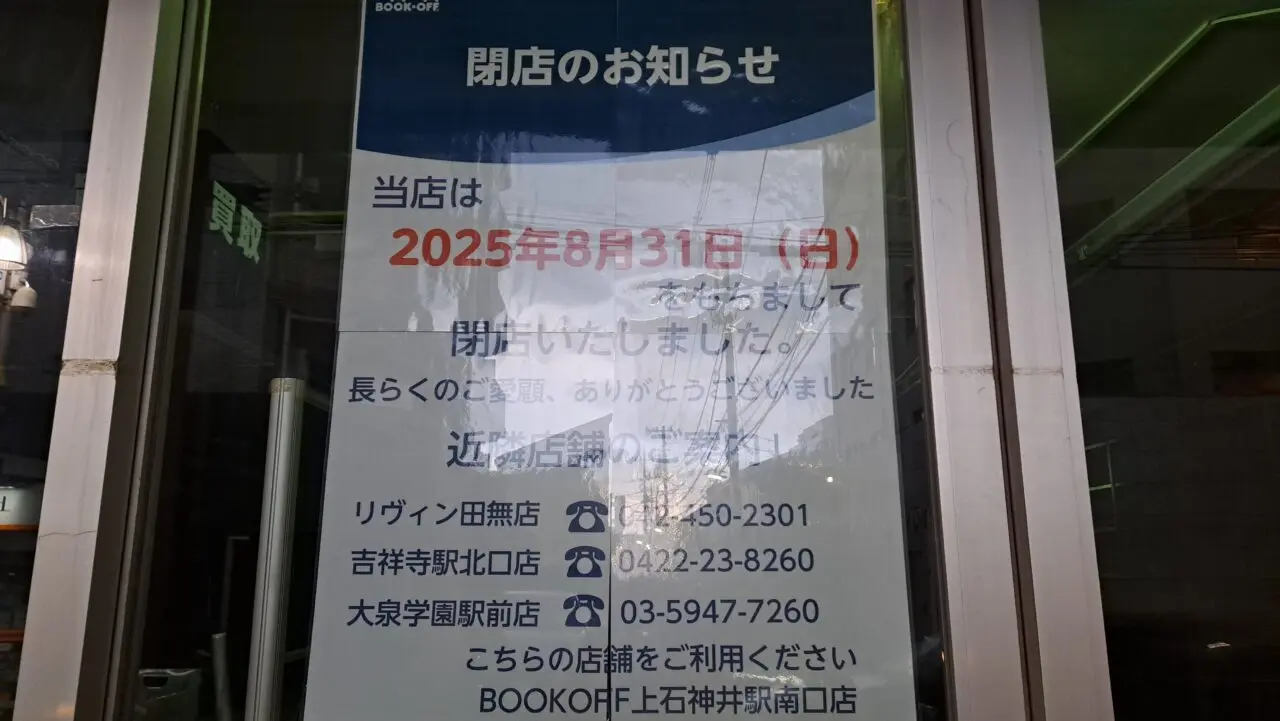 BOOK-OFF
閉店のお知らせ
当店は
2025年8月31日（日）
をもちまして
閉店いたしました。
長らくのご愛顧、ありがとうございました
近隣店舗のご案内！
リヴィン田無店 ☎ 042-450-2301
吉祥寺駅北口店 ☎ 0422-23-8260
大泉学園駅前店 ☎ 03-5947-7260
こちらの店舗をご利用ください
BOOKOFF上石神井駅南口店
買取